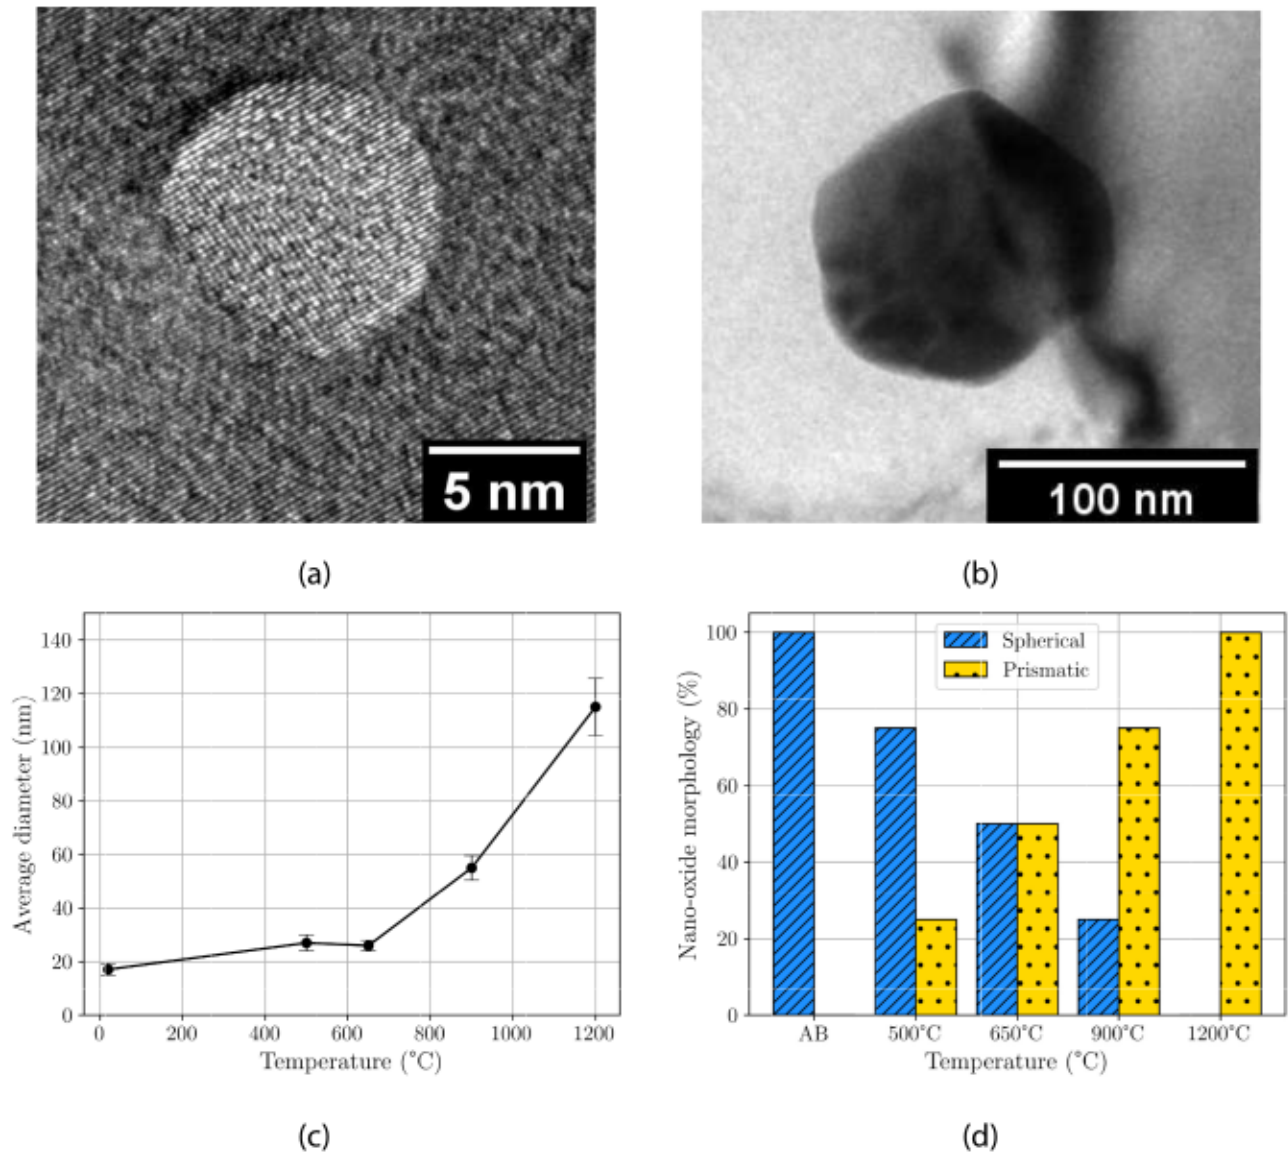 5 nm
100 nm
(a)
(b)
140
120
100
80
60
40
20
0
Average diameter (nm)
0 200 400 600 800 1000 1200
Temperature (°C)
(c)
100
80
60
40
20
0
Nano-oxide morphology (%)
Spherical
Prismatic
AB 500°C 650°C 900°C 1200°C
Temperature (°C)
(d)